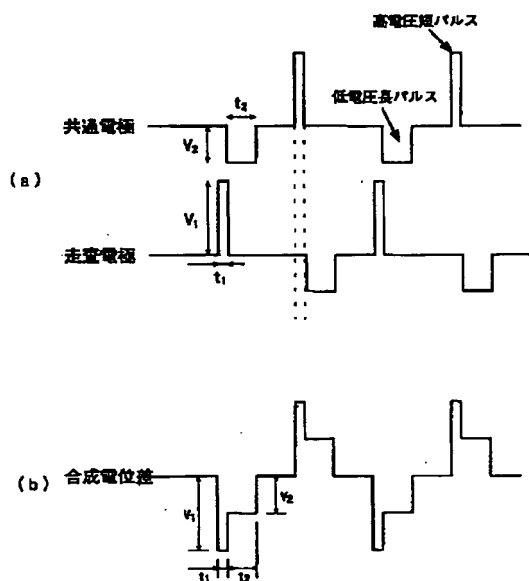 高電圧短パルス
t₂
低電圧長パルス
共通電極
V₂
(a)
V₁
走査電極
t₁
(b)
合成電位差
V₁
V₂
t₁
t₂